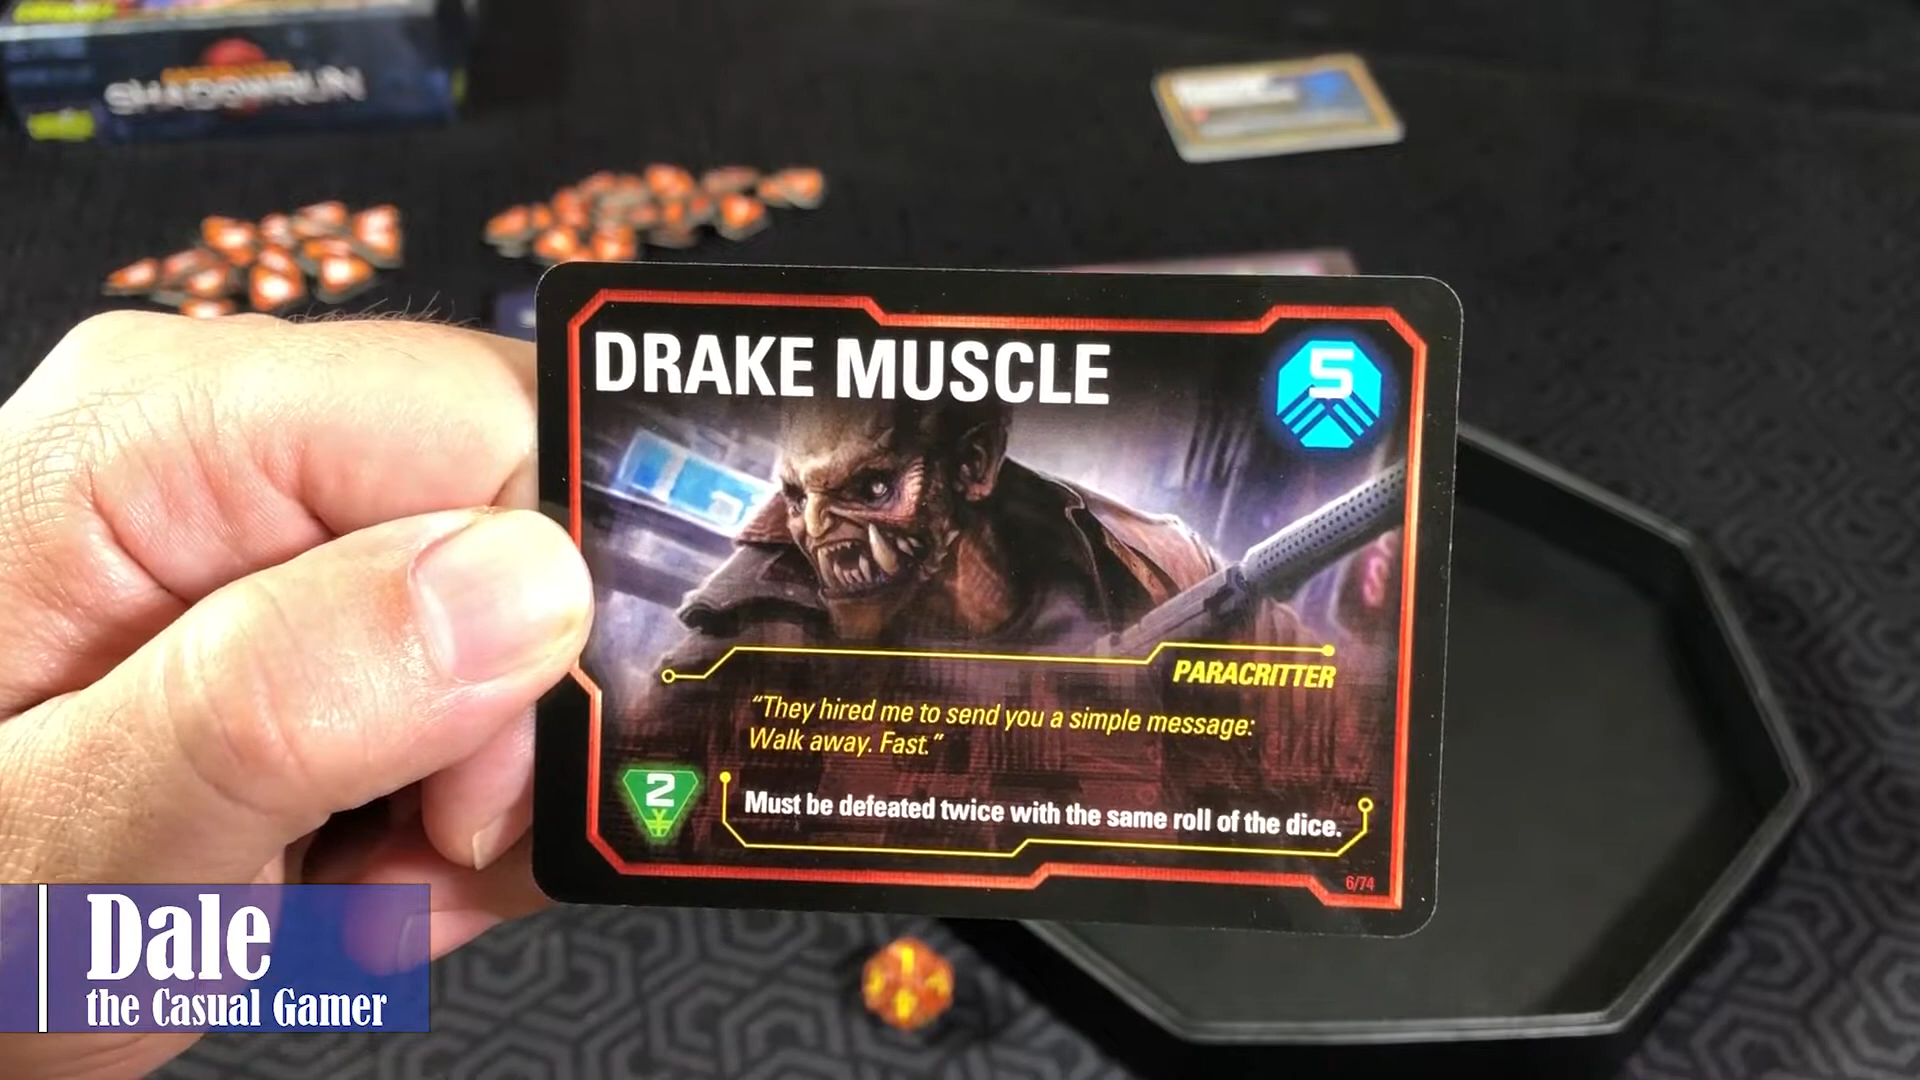 SHADOWRUN
DRAKE MUSCLE
5
PARACRITTER
“They hired me to send you a simple message:
Walk away. Fast.”
2
¥
Must be defeated twice with the same roll of the dice.
6/74
Dale
the Casual Gamer